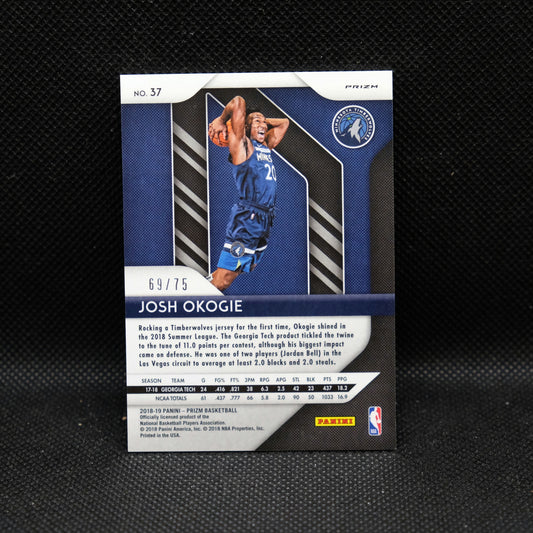 NO. 37
PRIZM
MINNESOTA TIMBERWOLVES
WOLVES
20
69/75
JOSH OKOGIE
Rocking a Timberwolves jersey for the first time, Okogie shined in
the 2018 Summer League. The Georgia Tech product tickled the twine
to the tune of 11.0 points per contest, although his biggest impact
came on defense. He was one of two players (Jordan Bell) in the
Las Vegas circuit to average at least 2.0 blocks and 2.0 steals.
SEASON TEAM G FG% FT% 3PM RPG APG STL BLK PTS PPG
17-18 GEORGIA TECH 24 .416 .821 38 6.3 2.5 42 23 437 18.2
NCAA TOTALS 61 .437 .777 66 5.8 2.0 90 50 1033 16.9
2018-19 PANINI - PRIZM BASKETBALL
Officially licensed product of the
National Basketball Players Association.
© 2018 Panini America, Inc. © 2018 NBA Properties, Inc.
Printed in the USA.
PANINI
NBA